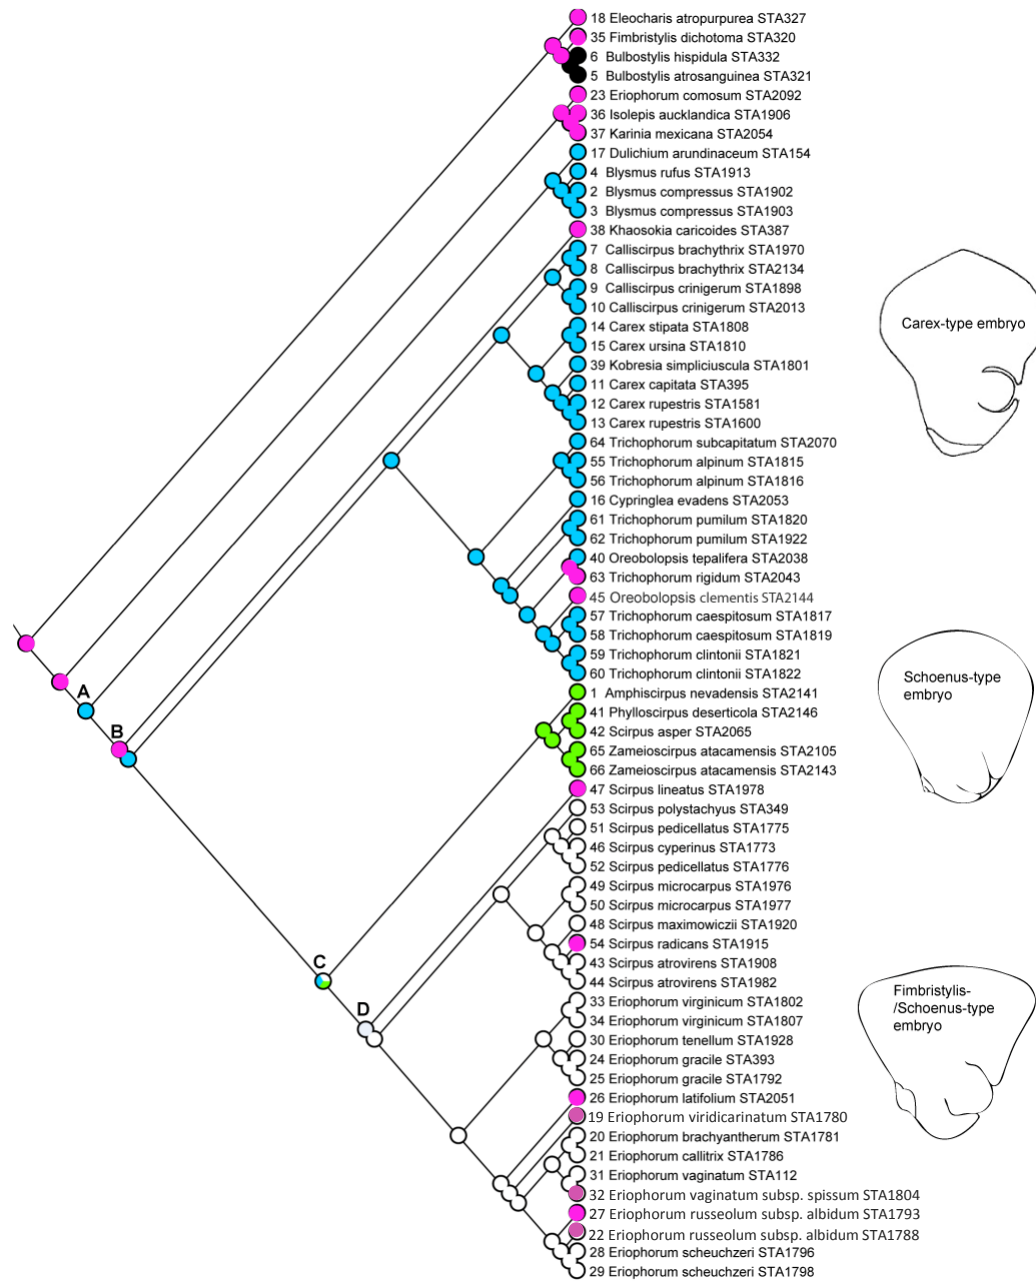 18 Eleocharis atropurpurea STA327
35 Fimbristylis dichotoma STA320
6 Bulbostylis hispidula STA332
5 Bulbostylis atrosanguinea STA321
23 Eriophorum comosum STA2092
36 Isolepis aucklandica STA1906
37 Karinia mexicana STA2054
17 Dulichium arundinaceum STA154
4 Blysmus rufus STA1913
2 Blysmus compressus STA1902
3 Blysmus compressus STA1903
38 Khaosokia caricoides STA387
7 Calliscirpus brachythrix STA1970
8 Calliscirpus brachythrix STA2134
9 Calliscirpus crinigerum STA1898
10 Calliscirpus crinigerum STA2013
14 Carex stipata STA1808
15 Carex ursina STA1810
39 Kobresia simpliciuscula STA1801
11 Carex capitata STA395
12 Carex rupestris STA1581
13 Carex rupestris STA1600
64 Trichophorum subcapitatum STA2070
55 Trichophorum alpinum STA1815
56 Trichophorum alpinum STA1816
16 Cypringlea evadens STA2053
61 Trichophorum pumilum STA1820
62 Trichophorum pumilum STA1922
40 Oreobolopsis tepalifera STA2038
63 Trichophorum rigidum STA2043
45 Oreobolopsis clementis STA2144
57 Trichophorum caespitosum STA1817
58 Trichophorum caespitosum STA1819
59 Trichophorum clintonii STA1821
60 Trichophorum clintonii STA1822
1 Amphiscirpus nevadensis STA2141
41 Phylloscirpus deserticola STA2146
42 Scirpus asper STA2065
65 Zameioscirpus atacamensis STA2105
66 Zameioscirpus atacamensis STA2143
47 Scirpus lineatus STA1978
53 Scirpus polystachyus STA349
51 Scirpus pedicellatus STA1775
46 Scirpus cyperinus STA1773
52 Scirpus pedicellatus STA1776
49 Scirpus microcarpus STA1976
50 Scirpus microcarpus STA1977
48 Scirpus maximowiczii STA1920
54 Scirpus radicans STA1915
43 Scirpus atrovirens STA1908
44 Scirpus atrovirens STA1982
33 Eriophorum virginicum STA1802
34 Eriophorum virginicum STA1807
30 Eriophorum tenellum STA1928
24 Eriophorum gracile STA393
25 Eriophorum gracile STA1792
26 Eriophorum latifolium STA2051
19 Eriophorum viridicarinatum STA1780
20 Eriophorum brachyantherum STA1781
21 Eriophorum callitrix STA1786
31 Eriophorum vaginatum STA112
32 Eriophorum vaginatum subsp. spissum STA1804
27 Eriophorum russeolum subsp. albidum STA1793
22 Eriophorum russeolum subsp. albidum STA1788
28 Eriophorum scheuchzeri STA1796
29 Eriophorum scheuchzeri STA1798
A
B
C
D
Carex-type embryo
Schoenus-type
embryo
Fimbristylis-
/Schoenus-type
embryo